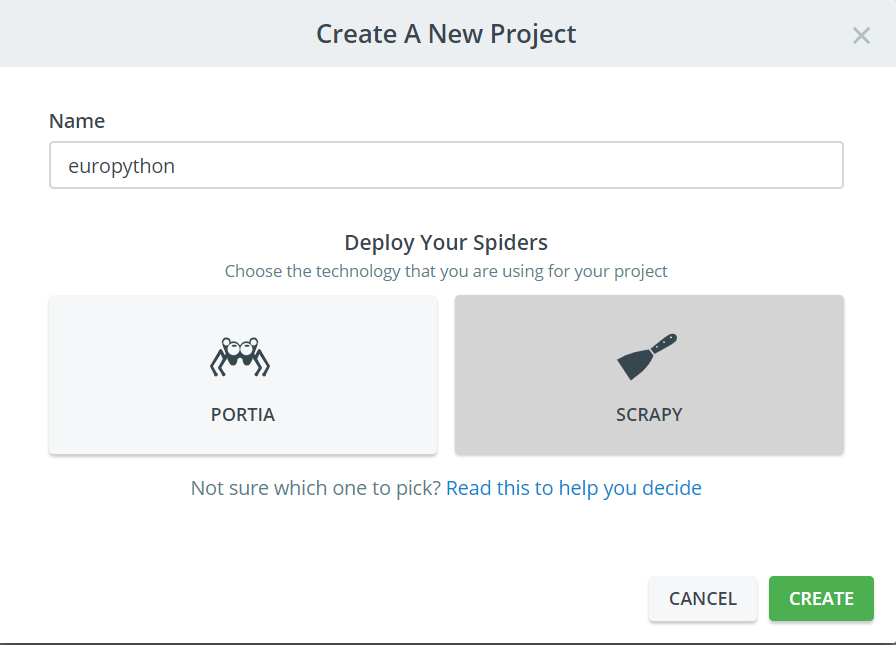 Create A New Project
Name
europython
Deploy Your Spiders
Choose the technology that you are using for your project
PORTIA
SCRAPY
Not sure which one to pick? Read this to help you decide
CANCEL
CREATE